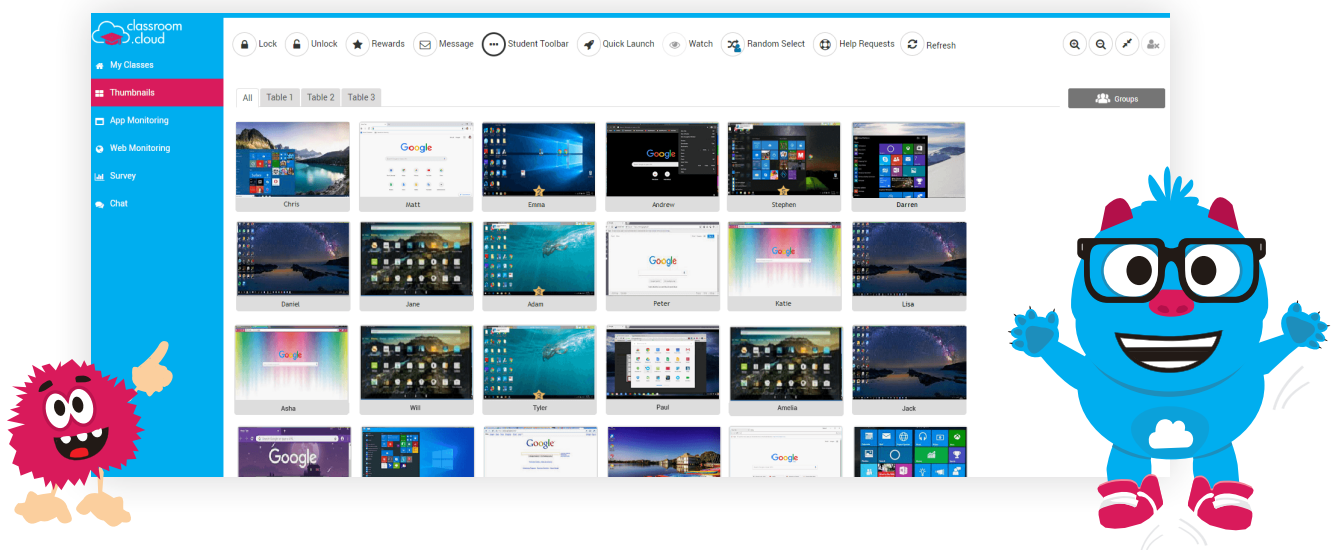 classroom
.cloud
Lock Unlock Rewards Message Student Toolbar Quick Launch Watch Random Select Help Requests Refresh
My Classes
Thumbnails
App Monitoring
Web Monitoring
Survey
Chat
All Table 1 Table 2 Table 3
Groups
Google
Google
Chris Matt Emma Andrew Stephen Darren
Google
Google
Daniel Jane Adam Peter Katie Lisa
Google
Asha Will Tyler Paul Amelia Jack
Google
Google
Google